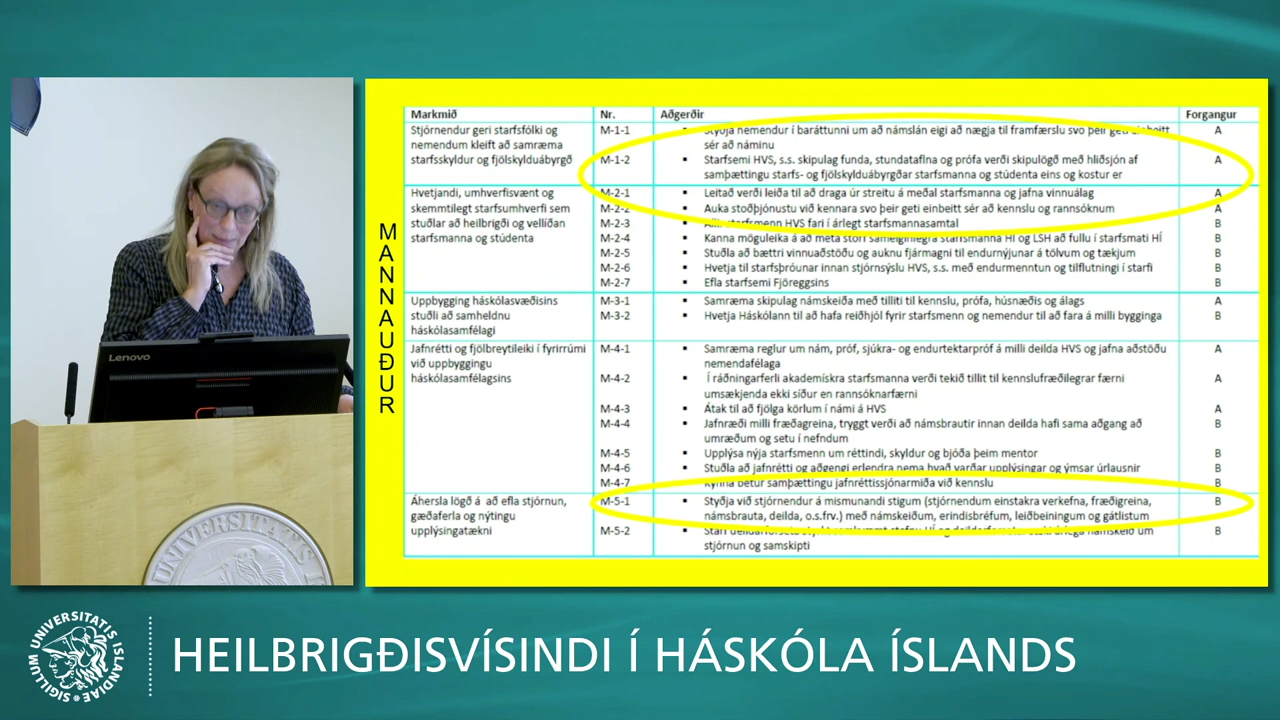 Lenovo
UNIVERSITATIS I
MANNAUÐUR
Markmið Nr. Aðgerðir Forgangur
Stjórnendur geri starfsfólki og
nemendum kleift að samræma
starfsskyldur og fjölskylduábyrgð
M-1-1 ▪ Styðja nemendur í baráttunni um að námslán eigi að nægja til framfærslu svo þeir geti einbeitt A
sér að náminu
M-1-2 ▪ Starfsemi HVS, s.s. skipulag funda, stundataflna og prófa verði skipulögð með hliðsjón af A
samþættingu starfs- og fjölskylduábyrgðar starfsmanna og stúdenta eins og kostur er
Hvetjandi, umhverfisvænt og
skemmtilegt starfsumhverfi sem
stuðlar að heilbrigði og vellíðan
starfsmanna og stúdenta
M-2-1 ▪ Leitað verði leiða til að draga úr streitu á meðal starfsmanna og jafna vinnuálag A
M-2-2 ▪ Auka stoðþjónustu við kennara svo þeir geti einbeitt sér að kennslu og rannsóknum A
M-2-3 ▪ starfsmenn HVS fari í árlegt starfsmannasamtal B
M-2-4 ▪ Kanna möguleika á að meta störf sameiginlegra starfsmanna HÍ og LSH að fullu í starfsmati HÍ B
M-2-5 ▪ Stuðla að bættri vinnuaðstöðu og auknu fjármagni til endurnýjunar á tölvum og tækjum B
M-2-6 ▪ Hvetja til starfsþróunar innan stjórnsýslu HVS, s.s. með endurmenntun og tilflutningi í starfi B
M-2-7 ▪ Efla starfsemi Fjöreggsins B
Uppbygging háskólasvæðisins
stuðli að samheldnu
háskólasamfélagi
M-3-1 ▪ Samræma skipulag námskeiða með tilliti til kennslu, prófa, húsnæðis og álags A
M-3-2 ▪ Hvetja Háskólann til að hafa reiðhjól fyrir starfsmenn og nemendur til að fara á milli bygginga B
Jafnrétti og fjölbreytileiki í fyrirrúmi
við uppbyggingu
háskólasamfélagsins
M-4-1 ▪ Samræma reglur um nám, próf, sjúkra- og endurtektarpróf á milli deilda HVS og jafna aðstöðu A
nemendafélaga
M-4-2 ▪ Í ráðningarferli akademískra starfsmanna verði tekið tillit til kennslufræðilegrar færni A
umsækjenda ekki síður en rannsóknarfærni
M-4-3 ▪ Átak til að fjölga körlum í námi á HVS A
M-4-4 ▪ Jafnræði milli fræðagreina, tryggt verði að námsbrautir innan deilda hafi sama aðgang að B
umræðum og setu í nefndum
M-4-5 ▪ Upplýsa nýja starfsmenn um réttindi, skyldur og bjóða þeim mentor B
M-4-6 ▪ Stuðla að jafnrétti og aðgengi erlendra nema hvað varðar upplýsingar og ýmsar úrlausnir B
M-4-7 ▪ Kynna betur samþættingu jafnréttissjónarmiða við kennslu B
Áhersla lögð á að efla stjórnun,
gæðaferla og nýtingu
upplýsingatækni
M-5-1 ▪ Styðja við stjórnendur á mismunandi stigum (stjórnendum einstakra verkefna, fræðigreina, B
námsbrauta, deilda, o.s.frv.) með námskeiðum, erindisbréfum, leiðbeiningum og gátlistum
M-5-2 ▪ B
stjórnun og samskipti
SIGILLUM UNIVERSITATIS ISLANDIAE
HEILBRIGÐISVÍSINDI Í HÁSKÓLA ÍSLANDS